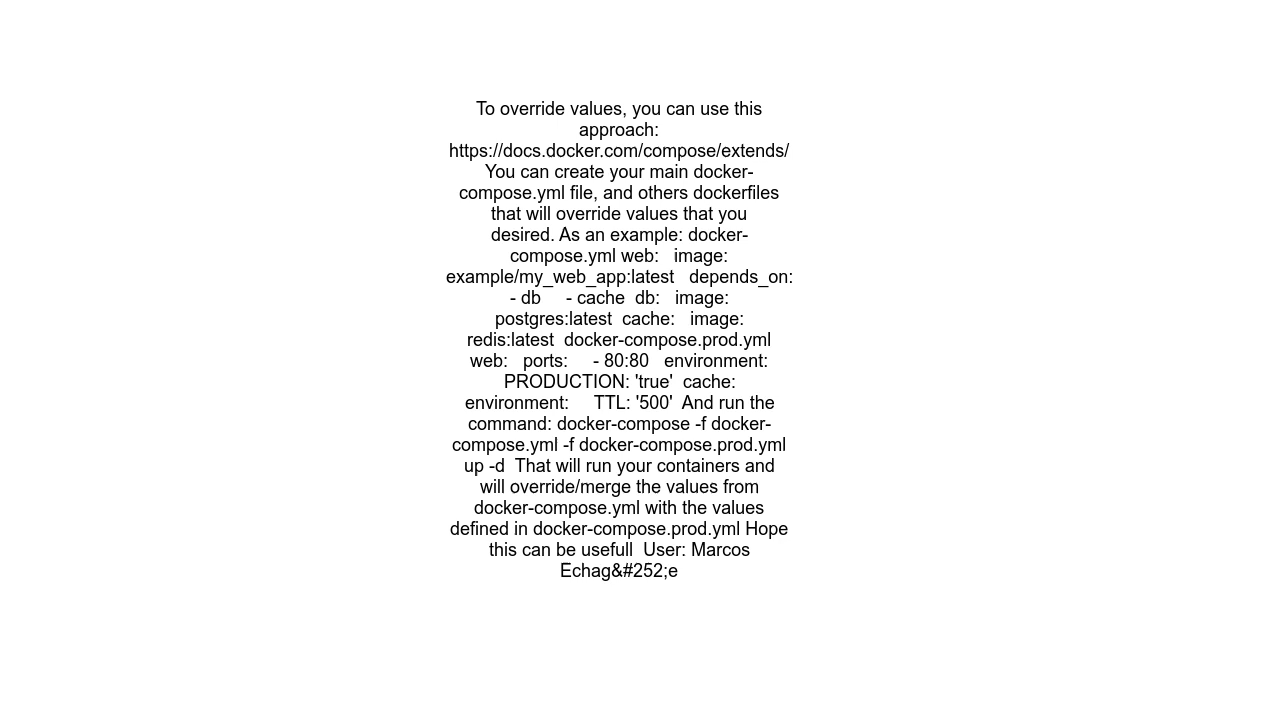 To override values, you can use this
approach:
https://docs.docker.com/compose/extends/
You can create your main docker-
compose.yml file, and others dockerfiles
that will override values that you
desired. As an example: docker-
compose.yml web:   image:
example/my_web_app:latest   depends_on:
- db     - cache  db:   image:
postgres:latest  cache:   image:
redis:latest  docker-compose.prod.yml
web:   ports:     - 80:80   environment:
PRODUCTION: 'true'  cache:
environment:     TTL: '500'  And run the
command: docker-compose -f docker-
compose.yml -f docker-compose.prod.yml
up -d  That will run your containers and
will override/merge the values from
docker-compose.yml with the values
defined in docker-compose.prod.yml Hope
this can be usefull  User: Marcos
Echag&#252;e